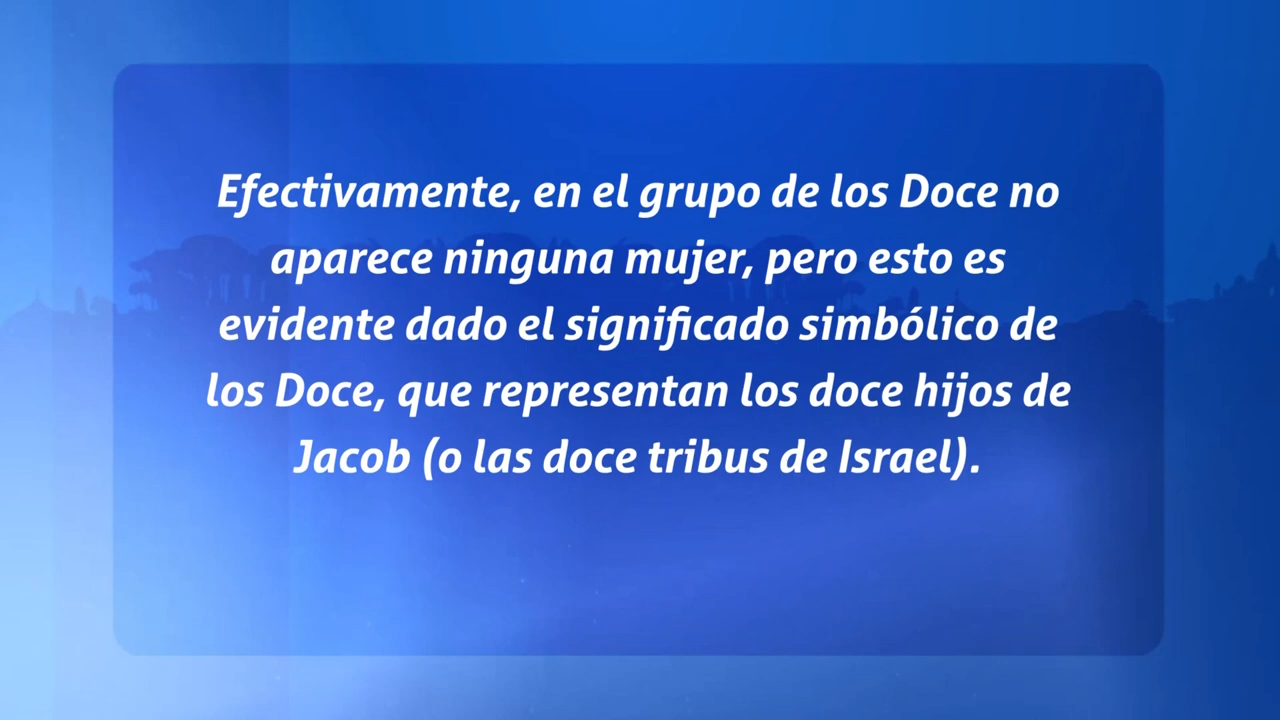 Efectivamente, en el grupo de los Doce no
aparece ninguna mujer, pero esto es
evidente dado el significado simbólico de
los Doce, que representan los doce hijos de
Jacob (o las doce tribus de Israel).